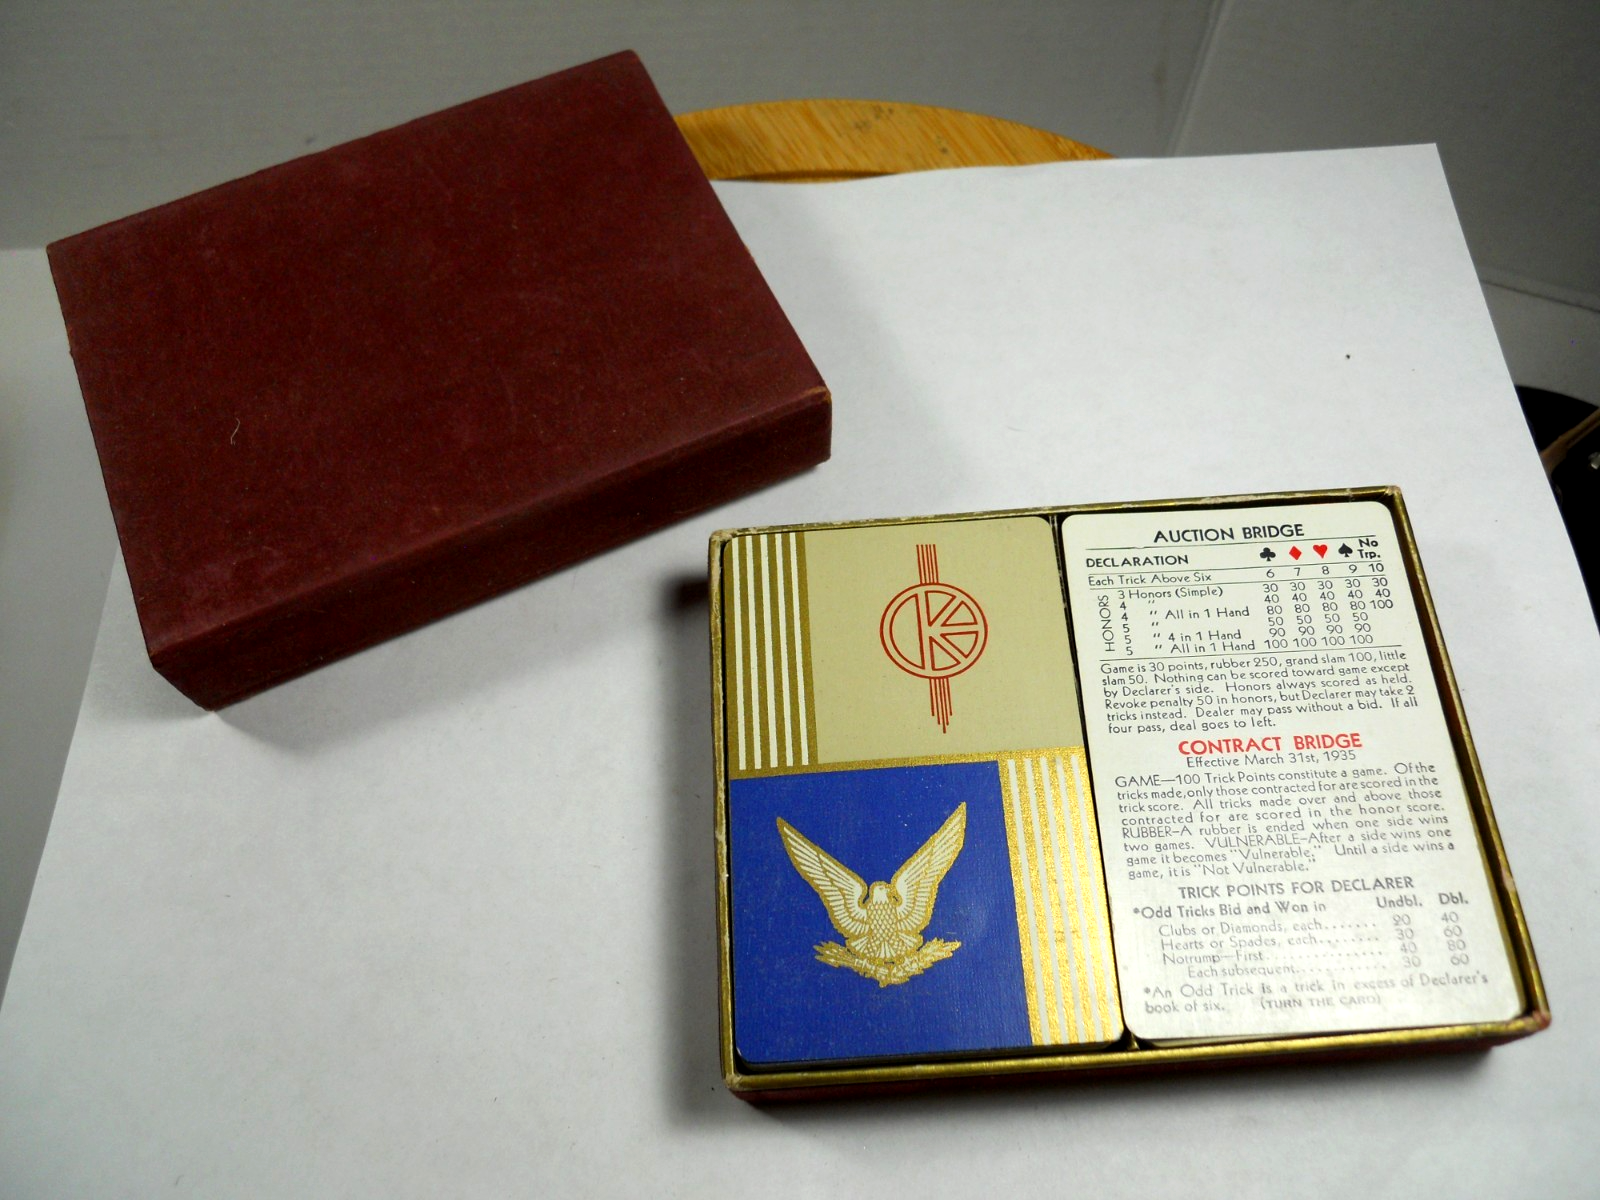 K
AUCTION BRIDGE
DECLARATION ♣ ♦ ♥ ♠ No Trp.
Each Trick Above Six 6 7 8 9 10
HONORS
3 Honors (Simple) 30 30 30 30 30
4 " 40 40 40 40 40
4 " All in 1 Hand 80 80 80 80 100
5 " 50 50 50 50
5 " 4 in 1 Hand 90 90 90 90
5 " All in 1 Hand 100 100 100 100
Game is 30 points, rubber 250, grand slam 100, little
slam 50. Nothing can be scored toward game except
by Declarer's side. Honors always scored as held.
Revoke penalty 50 in honors, but Declarer may take 2
tricks instead. Dealer may pass without a bid. If all
four pass, deal goes to left.
CONTRACT BRIDGE
Effective March 31st, 1935
GAME—100 Trick Points constitute a game. Of the
tricks made, only those contracted for are scored in the
trick score. All tricks made over and above those
contracted for are scored in the honor score.
RUBBER—A rubber is ended when one side wins
two games. VULNERABLE—After a side wins one
game it becomes "Vulnerable;" Until a side wins a
game, it is "Not Vulnerable."
TRICK POINTS FOR DECLARER
*Odd Tricks Bid and Won in Undbl. Dbl.
Clubs or Diamonds, each........ 20 40
Hearts or Spades, each........ 30 60
Notrump—First................ 40 80
Each subsequent............ 30 60
*An Odd Trick is a trick in excess of Declarer's
book of six. (TURN THE CARD)